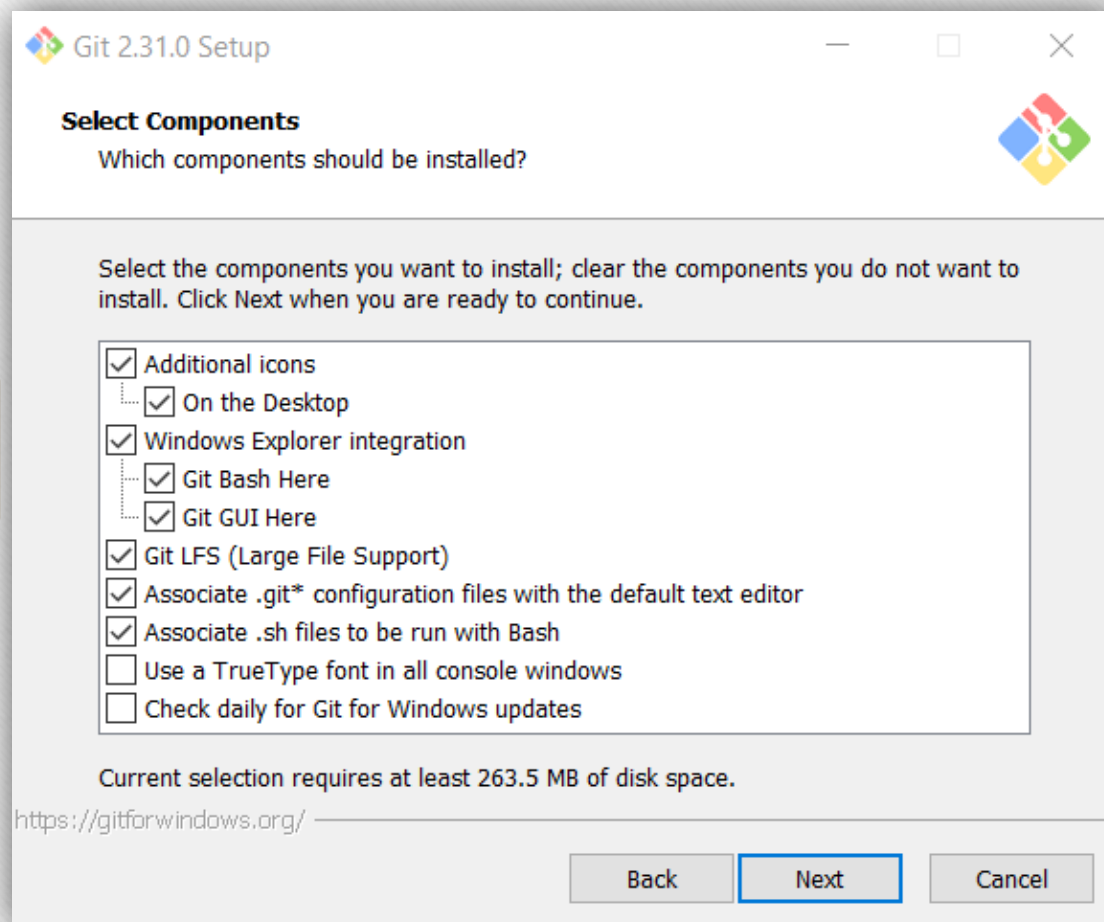 Git 2.31.0 Setup
Select Components
Which components should be installed?
Select the components you want to install; clear the components you do not want to
install. Click Next when you are ready to continue.
Additional icons
On the Desktop
Windows Explorer integration
Git Bash Here
Git GUI Here
Git LFS (Large File Support)
Associate .git* configuration files with the default text editor
Associate .sh files to be run with Bash
Use a TrueType font in all console windows
Check daily for Git for Windows updates
Current selection requires at least 263.5 MB of disk space.
https://gitforwindows.org/
Back Next Cancel